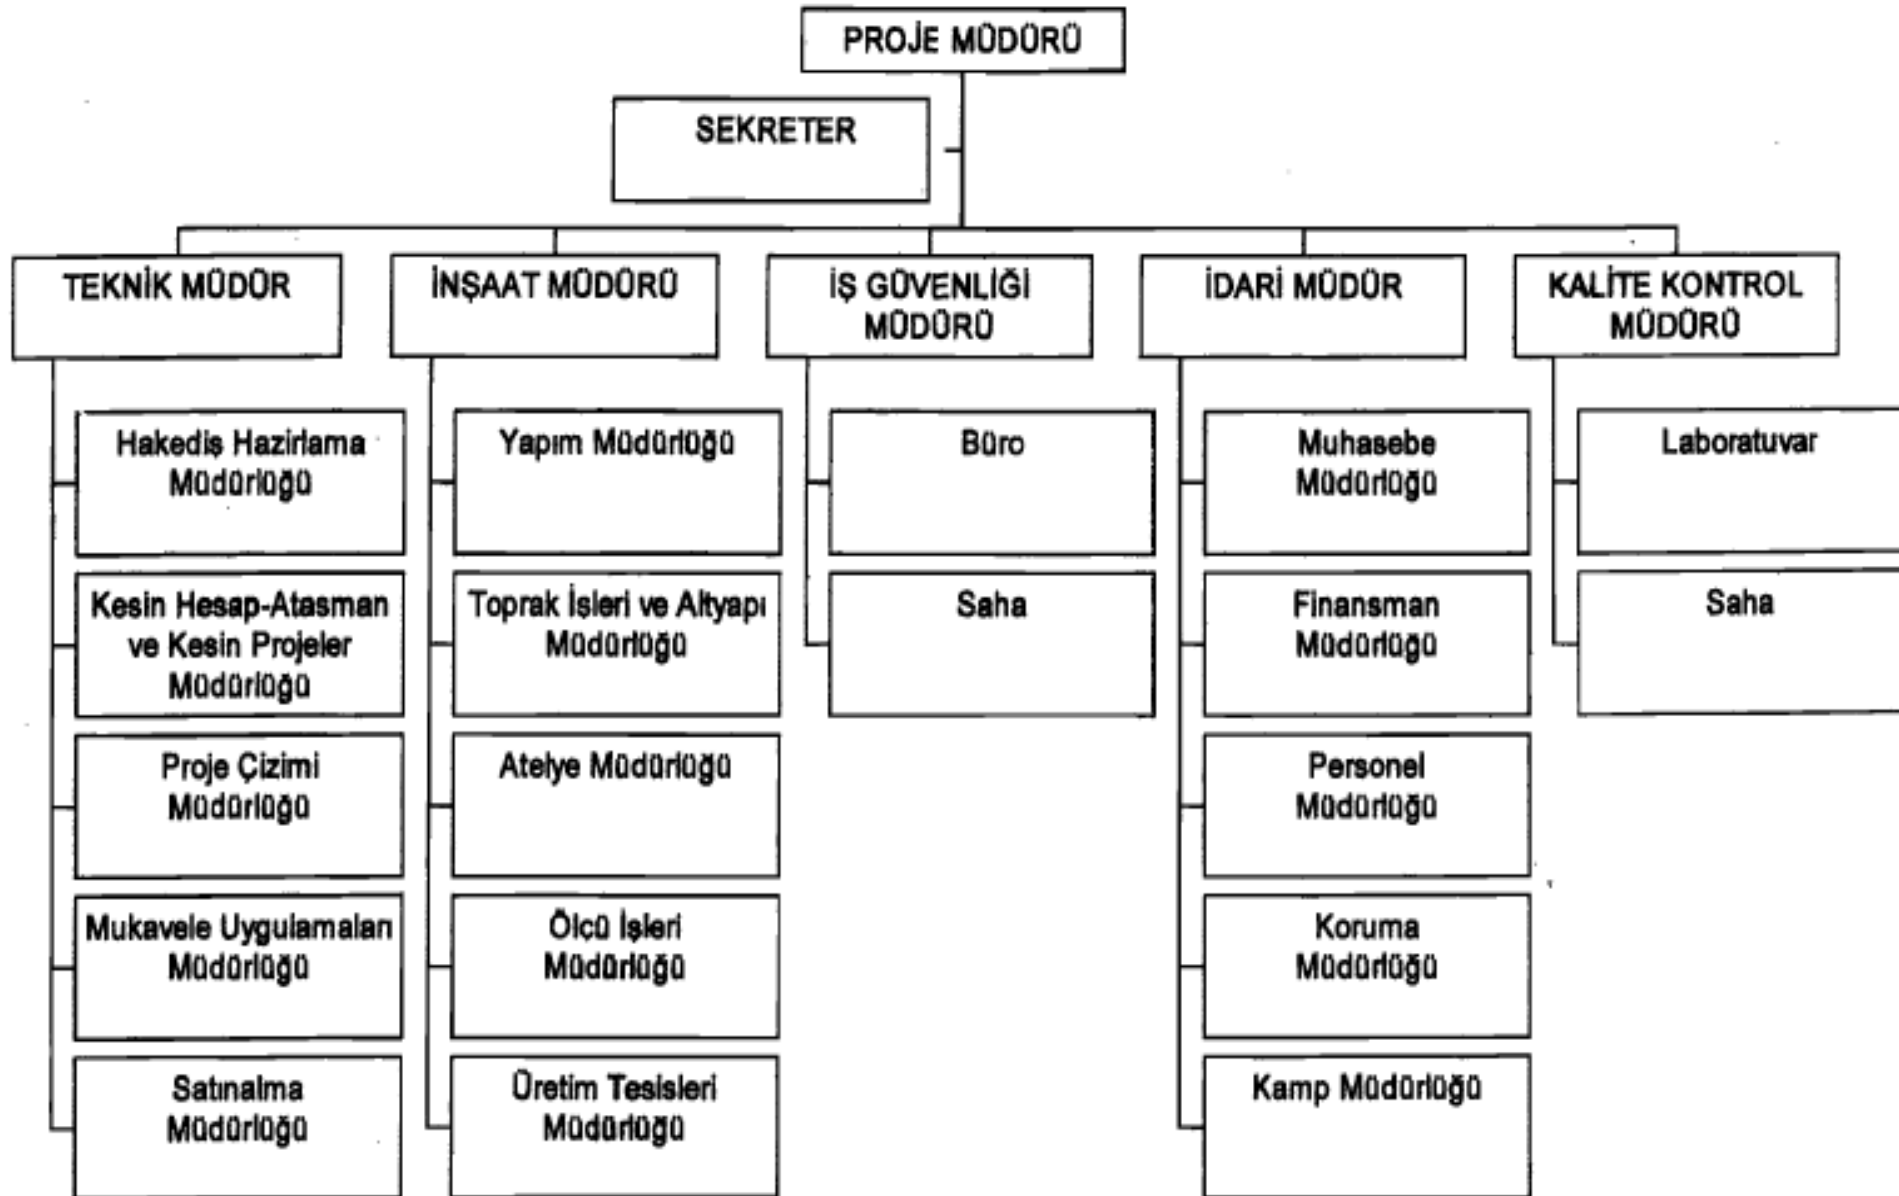 PROJE MÜDÜRÜ
SEKRETER
TEKNİK MÜDÜR
İNŞAAT MÜDÜRÜ
İŞ GÜVENLİĞİ
MÜDÜRÜ
İDARİ MÜDÜR
KALİTE KONTROL
MÜDÜRÜ
Hakediş Hazirlama
Müdürlüğü
Kesin Hesap-Atasman
ve Kesin Projeler
Müdürlüğü
Proje Çizimi
Müdürlüğü
Mukavele Uygulamaları
Müdürlüğü
Satınalma
Müdürlüğü
Yapım Müdürlüğü
Toprak İşleri ve Altyapı
Müdürlüğü
Atelye Müdürlüğü
Ölçü İşleri
Müdürlüğü
Üretim Tesisleri
Müdürlüğü
Büro
Saha
Muhasebe
Müdürlüğü
Finansman
Müdürlüğü
Personel
Müdürlüğü
Koruma
Müdürlüğü
Kamp Müdürlüğü
Laboratuvar
Saha